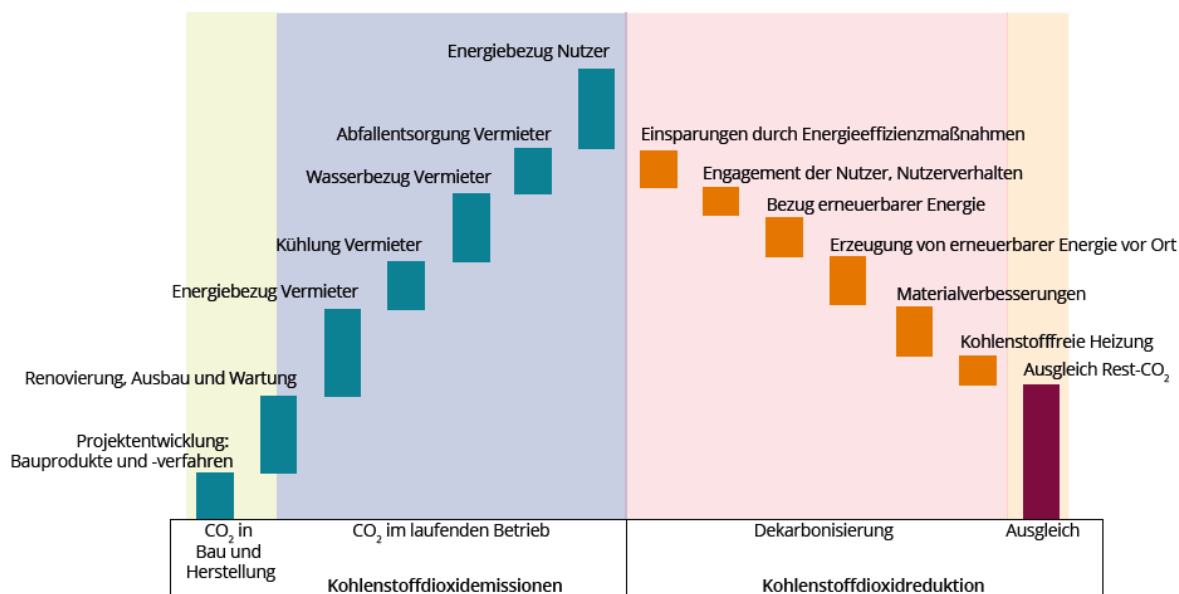 Energiebezug Nutzer
Abfallentsorgung Vermieter
Wasserbezug Vermieter
Kühlung Vermieter
Energiebezug Vermieter
Renovierung, Ausbau und Wartung
Projektentwicklung:
Bauprodukte und -verfahren
Einsparungen durch Energieeffizienzmaßnahmen
Engagement der Nutzer, Nutzerverhalten
Bezug erneuerbarer Energie
Erzeugung von erneuerbarer Energie vor Ort
Materialverbesserungen
Kohlenstofffreie Heizung
Ausgleich Rest-CO₂
CO₂ in
Bau und
Herstellung
CO₂ im laufenden Betrieb
Dekarbonisierung
Ausgleich
Kohlenstoffdioxidemissionen
Kohlenstoffdioxidreduktion